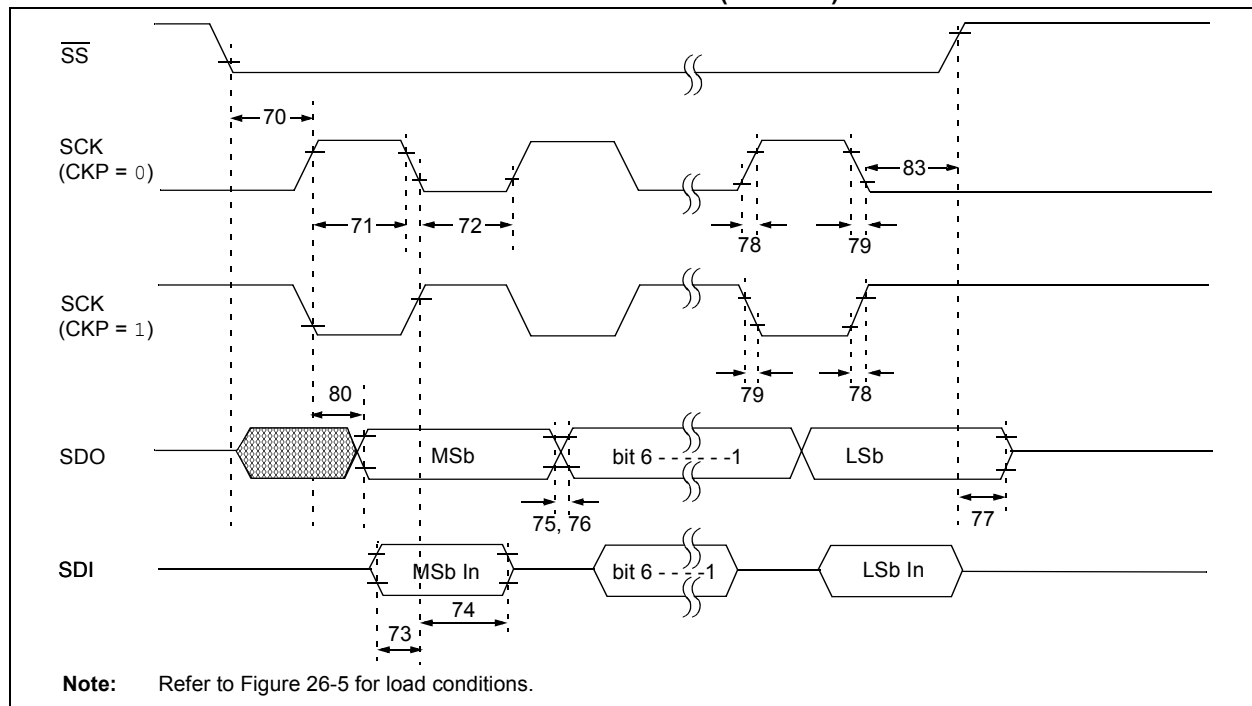 SS
70
SCK
(CKP = 0)
83
71
72
78
79
SCK
(CKP = 1)
79
78
80
SDO
MSb
bit 6 - - - - - -1
LSb
75, 76
77
SDI
MSb In
bit 6 - - - -1
LSb In
74
73
Note: Refer to Figure 26-5 for load conditions.